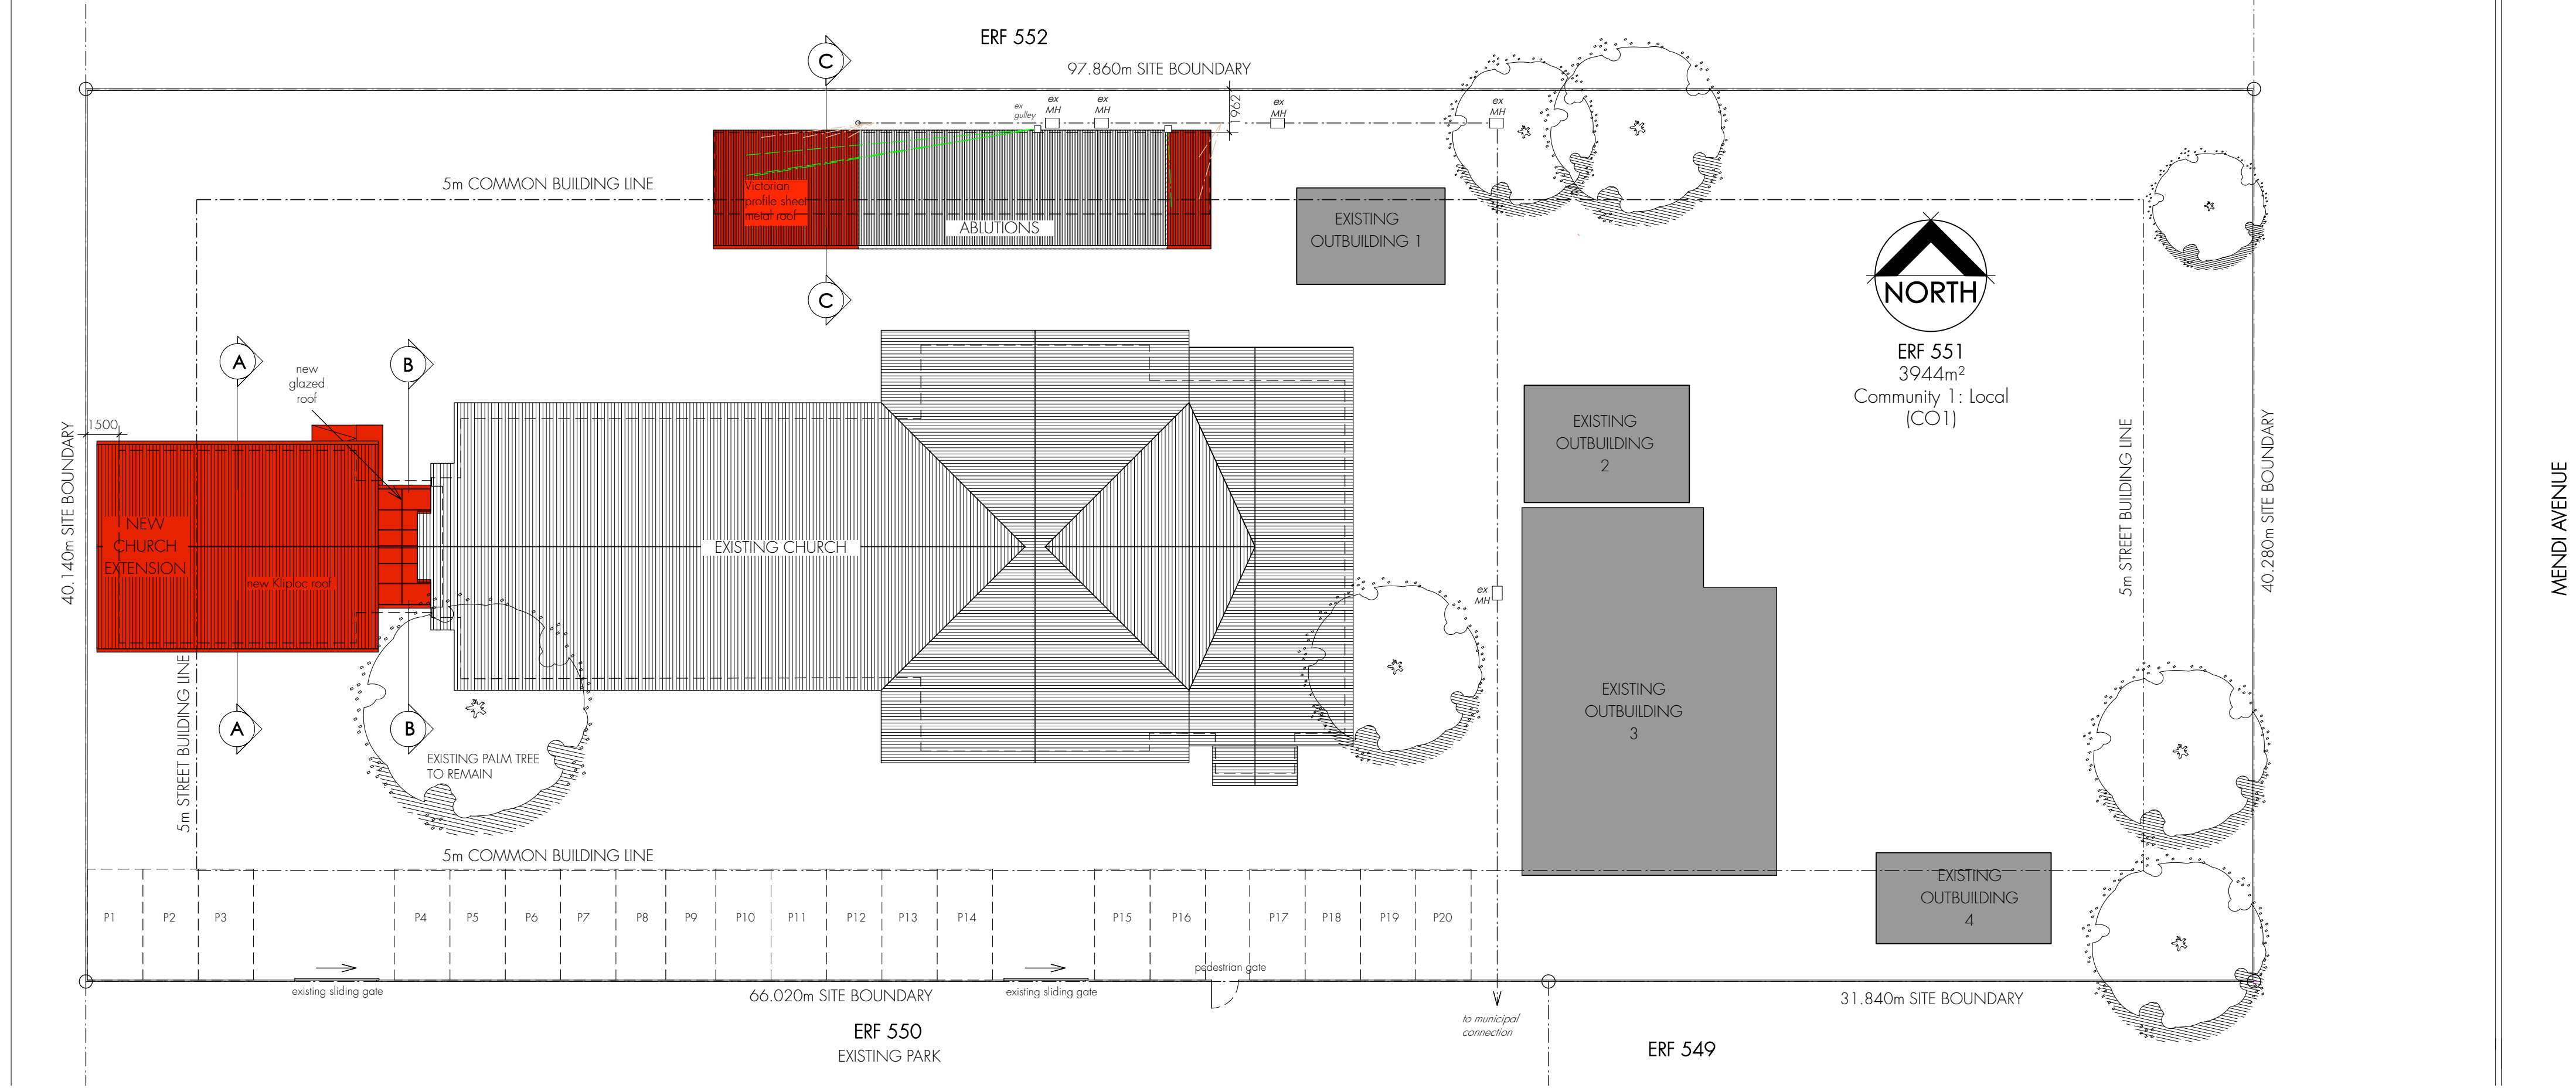 ERF 552
97.860m SITE BOUNDARY
C
ex
gulley
ex
MH
ex
MH
ex
MH
ex
MH
1962
5m COMMON BUILDING LINE
Victorian
profile sheet
metal roof
ABLUTIONS
EXISTING
OUTBUILDING 1
NORTH
C
ERF 551
3944m²
Community 1: Local
(CO1)
A
B
new
glazed
roof
1500
40.140m SITE BOUNDARY
NEW
CHURCH
EXTENSION
new Kliploc roof
EXISTING CHURCH
EXISTING
OUTBUILDING
2
ex
MH
5m STREET BUILDING LINE
40.280m SITE BOUNDARY
MENDI AVENUE
EXISTING
OUTBUILDING
3
A
B
5m STREET BUILDING LINE
EXISTING PALM TREE
TO REMAIN
5m COMMON BUILDING LINE
EXISTING
OUTBUILDING
4
P1
P2
P3
P4
P5
P6
P7
P8
P9
P10
P11
P12
P13
P14
P15
P16
P17
P18
P19
P20
existing sliding gate
existing sliding gate
pedestrian gate
66.020m SITE BOUNDARY
31.840m SITE BOUNDARY
to municipal
connection
ERF 550
EXISTING PARK
ERF 549